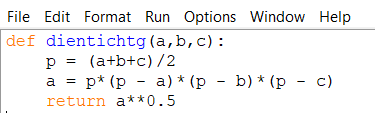 File Edit Format Run Options Window Help
def dientichtg(a,b,c):
    p = (a+b+c)/2
    a = p*(p - a)*(p - b)*(p - c)
    return a**0.5